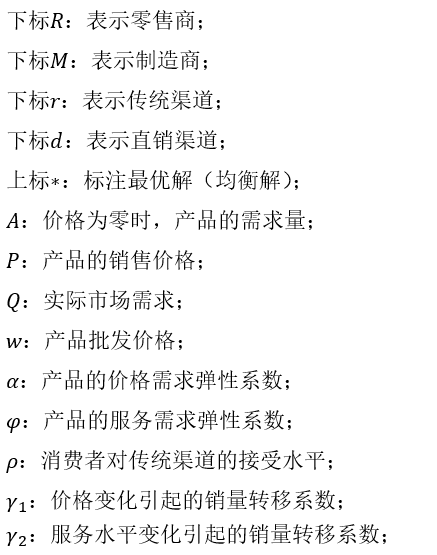 下标R：表示零售商；
下标M：表示制造商；
下标r：表示传统渠道；
下标d：表示直销渠道；
上标*：标注最优解（均衡解）；
A：价格为零时，产品的需求量；
P：产品的销售价格；
Q：实际市场需求；
w：产品批发价格；
α：产品的价格需求弹性系数；
φ：产品的服务需求弹性系数；
ρ：消费者对传统渠道的接受水平；
γ₁：价格变化引起的销量转移系数；
γ₂：服务水平变化引起的销量转移系数；